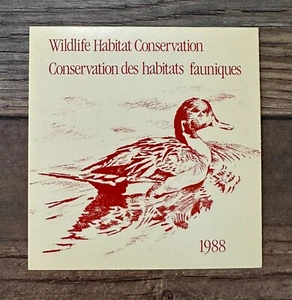 Wildlife Habitat Conservation
Conservation des habitats fauniques
1988